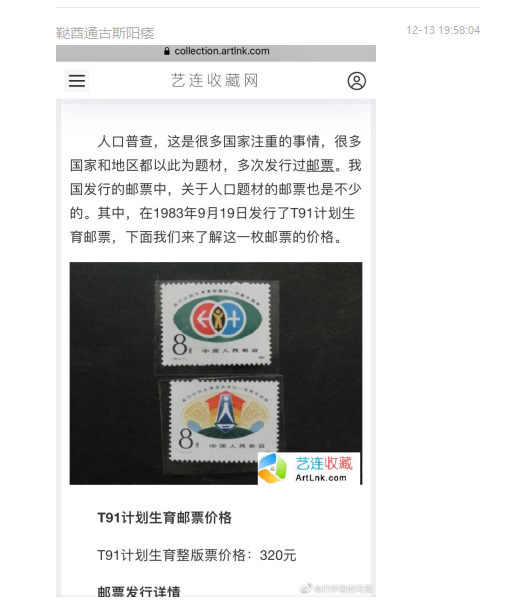 鞑酋通古斯阳痿
12-13 19:58:04
collection.artlnk.com
艺连收藏网
人口普查，这是很多国家注重的事情，很多
国家和地区都以此为题材，多次发行过邮票。我
国发行的邮票中，关于人口题材的邮票也是不少
的。其中，在1983年9月19日发行了T91计划生
育邮票，下面我们来了解这一枚邮票的价格。
8分
中国人民邮政
8分
中国人民邮政
艺连收藏
ArtLnk.com
T91计划生育邮票价格
T91计划生育整版票价格：320元
邮票发行详情